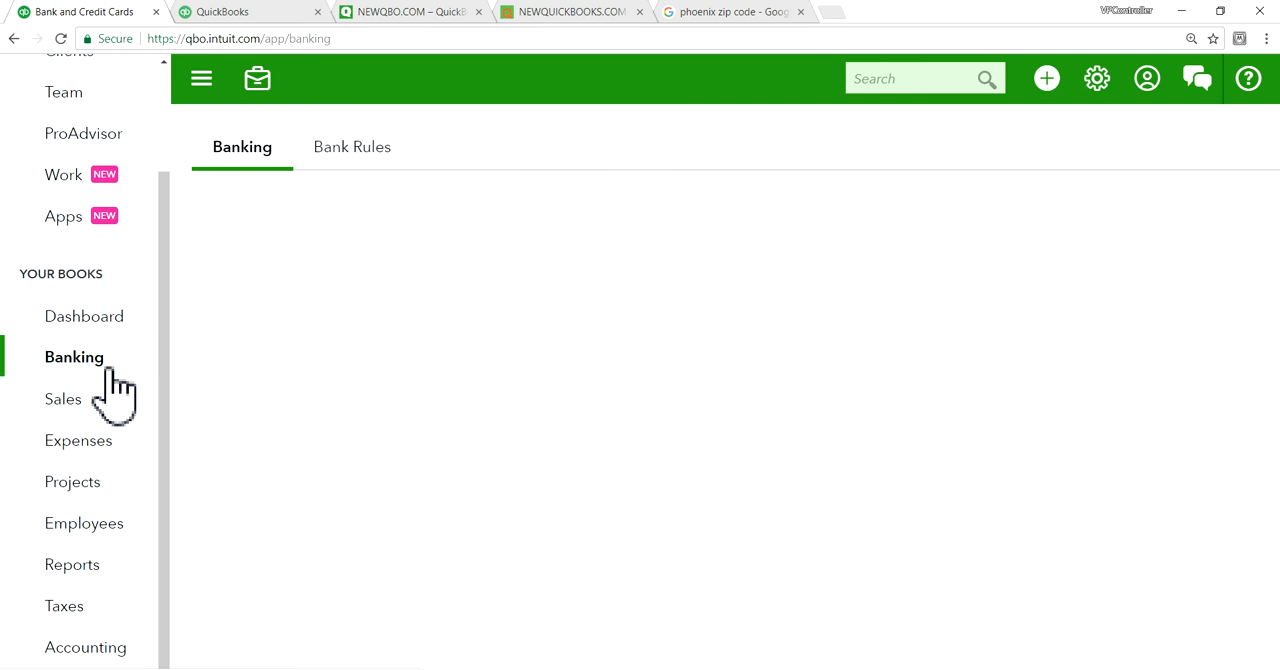 Bank and Credit Cards
QuickBooks
NEWQBO.COM – QuickB
NEWQUICKBOOKS.COM
phoenix zip code - Goog
VPController
Secure
https://qbo.intuit.com/app/banking
Clients
Team
ProAdvisor
Work NEW
Apps NEW
YOUR BOOKS
Dashboard
Banking
Sales
Expenses
Projects
Employees
Reports
Taxes
Accounting
Search
Banking
Bank Rules